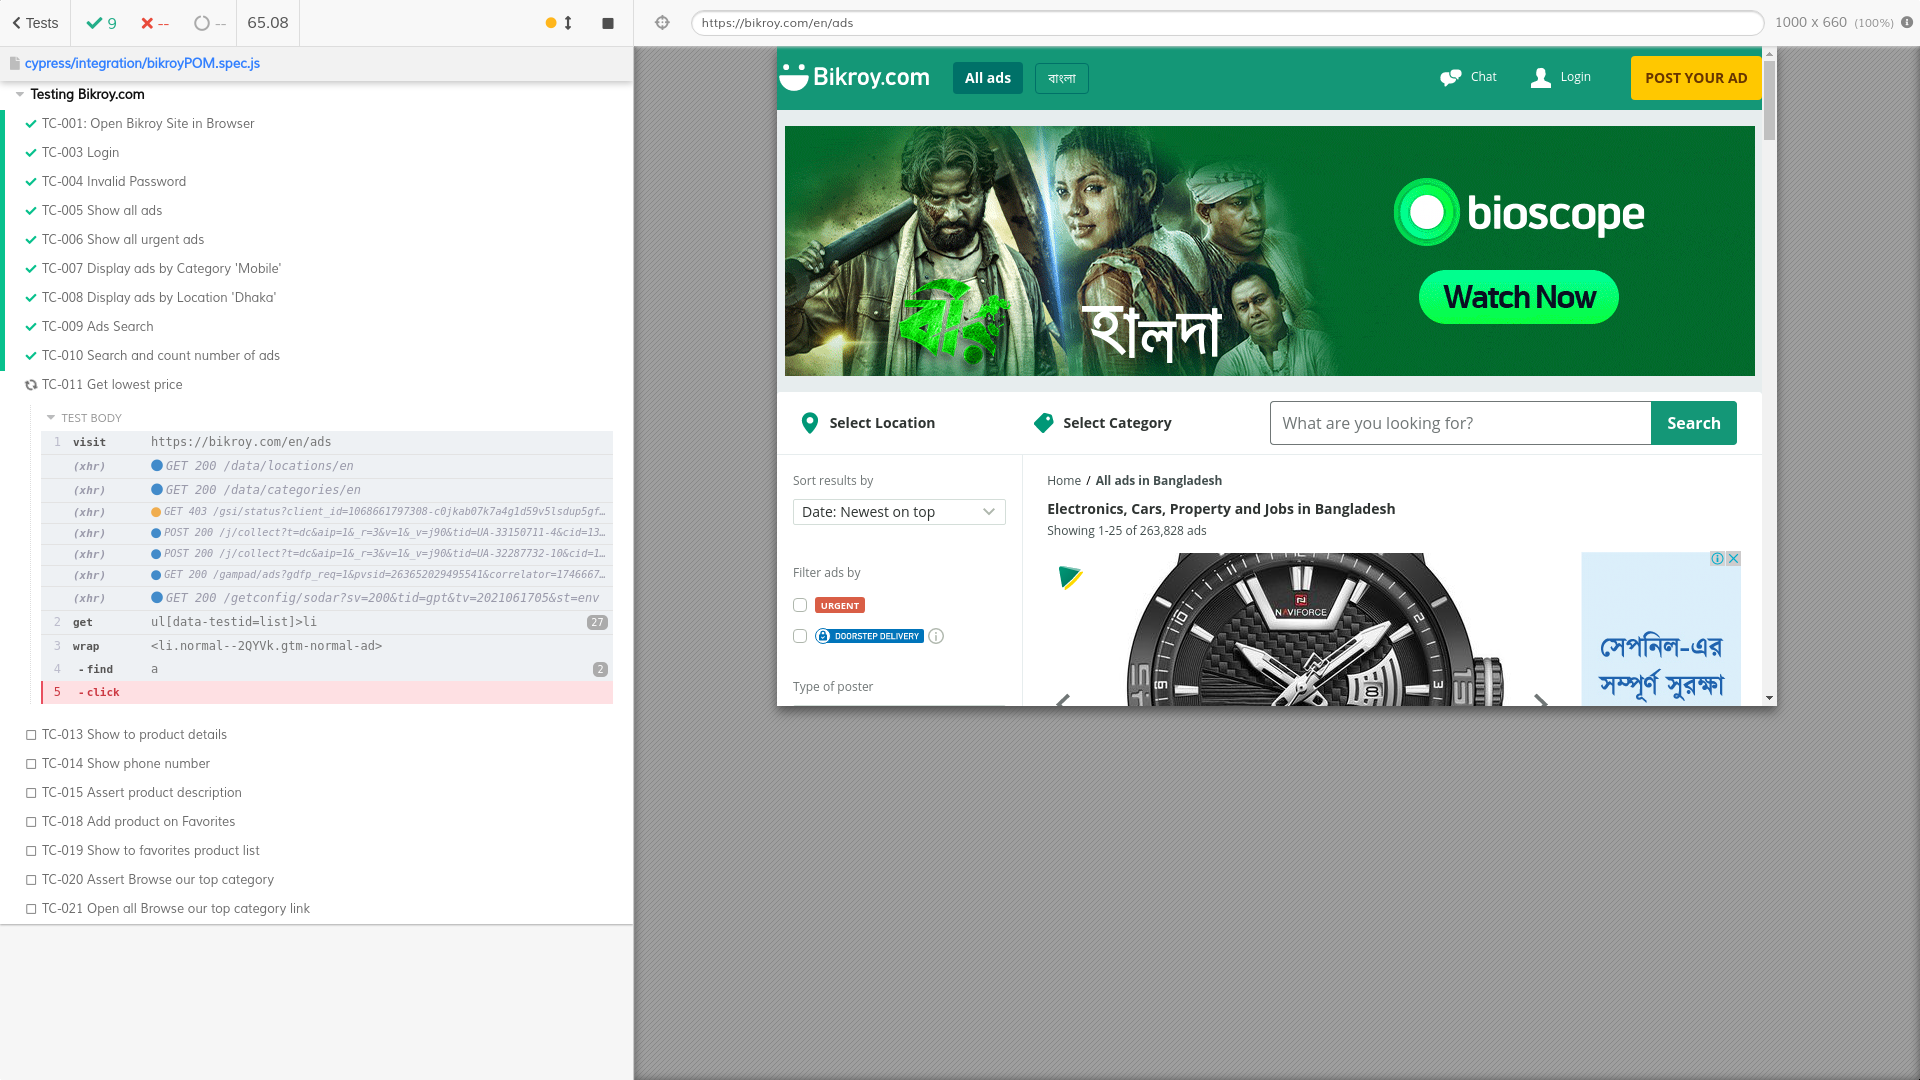 Tests
9
--
--
65.08
https://bikroy.com/en/ads
1000 x 660 (100%)
cypress/integration/bikroyPOM.spec.js
Testing Bikroy.com
TC-001: Open Bikroy Site in Browser
TC-003 Login
TC-004 Invalid Password
TC-005 Show all ads
TC-006 Show all urgent ads
TC-007 Display ads by Category 'Mobile'
TC-008 Display ads by Location 'Dhaka'
TC-009 Ads Search
TC-010 Search and count number of ads
TC-011 Get lowest price
TEST BODY
1 visit https://bikroy.com/en/ads
(xhr) GET 200 /data/locations/en
(xhr) GET 200 /data/categories/en
(xhr) GET 403 /gsi/status?client_id=1068661797308-c0jkab07k7a4g1d59v5lsdup5gf…
(xhr) POST 200 /j/collect?t=dc&aip=1&_r=3&v=1&_v=j90&tid=UA-33150711-4&cid=13…
(xhr) POST 200 /j/collect?t=dc&aip=1&_r=3&v=1&_v=j90&tid=UA-32287732-10&cid=1…
(xhr) GET 200 /gampad/ads?gdfp_req=1&pvsid=263652029495541&correlator=1746667…
(xhr) GET 200 /getconfig/sodar?sv=200&tid=gpt&tv=2021061705&st=env
2 get ul[data-testid=list]>li 27
3 wrap <li.normal--2QYVk.gtm-normal-ad>
4 - find a 2
5 - click
TC-013 Show to product details
TC-014 Show phone number
TC-015 Assert product description
TC-018 Add product on Favorites
TC-019 Show to favorites product list
TC-020 Assert Browse our top category
TC-021 Open all Browse our top category link
Bikroy.com
All ads
বাংলা
Chat
Login
POST YOUR AD
হালদা
bioscope
Watch Now
Select Location
Select Category
What are you looking for?
Search
Sort results by
Date: Newest on top
Filter ads by
URGENT
DOORSTEP DELIVERY
Type of poster
Home / All ads in Bangladesh
Electronics, Cars, Property and Jobs in Bangladesh
Showing 1-25 of 263,828 ads
NAVIFORCE
সেপনিল-এর
সম্পূর্ণ সুরক্ষা